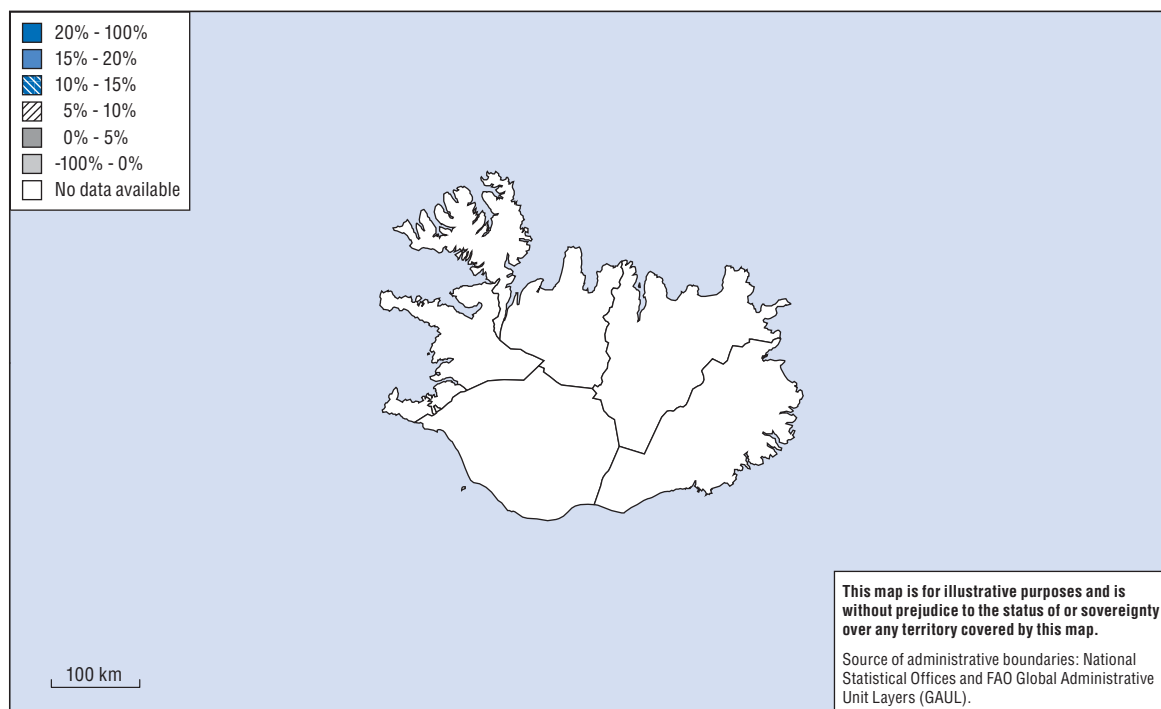 20% - 100%
15% - 20%
10% - 15%
5% - 10%
0% - 5%
-100% - 0%
No data available
100 km
This map is for illustrative purposes and is
without prejudice to the status of or sovereignty
over any territory covered by this map.
Source of administrative boundaries: National
Statistical Offices and FAO Global Administrative
Unit Layers (GAUL).